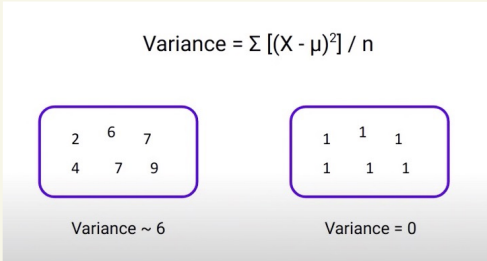 Variance = Σ [(X - μ)²] / n
2 6 7
4 7 9
1 1 1
1 1 1
Variance ~ 6
Variance = 0